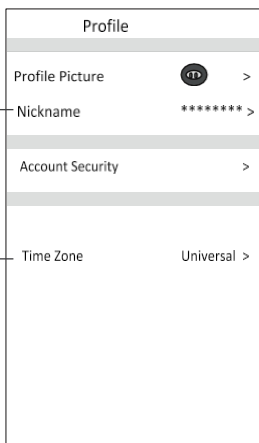 Profile
Profile Picture >
Nickname ******** >
Account Security >
Time Zone Universal >